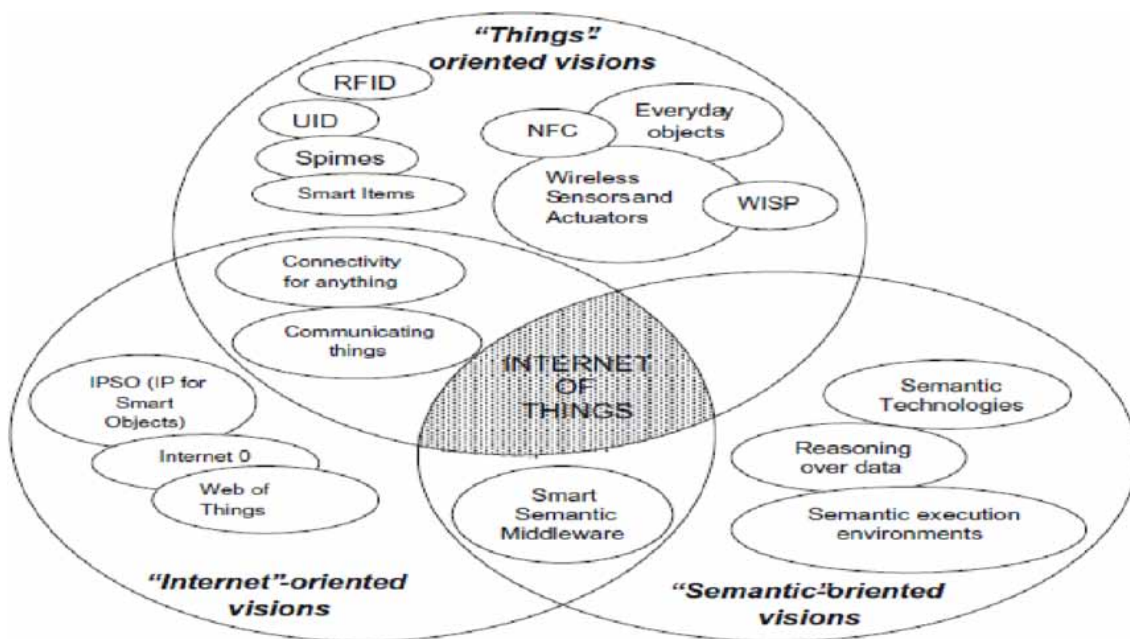 “Things”-
oriented visions
RFID
UID
Spimes
Smart Items
NFC
Everyday
objects
Wireless
Sensors and
Actuators
WISP
Connectivity
for anything
Communicating
things
INTERNET
OF
THINGS
IPSO (IP for
Smart
Objects)
Internet 0
Web of
Things
Semantic
Technologies
Reasoning
over data
Semantic execution
environments
Smart
Semantic
Middleware
“Internet”-oriented
visions
“Semantic”-oriented
visions